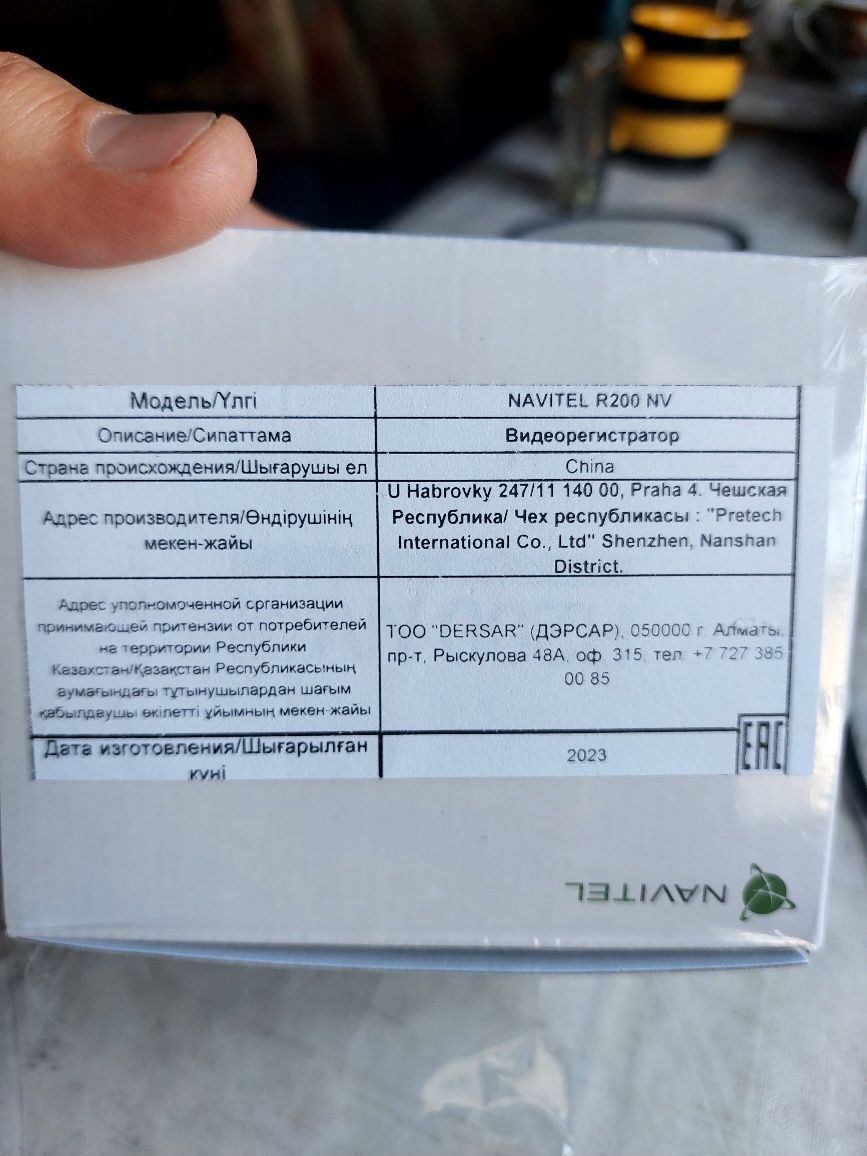 Модель/Үлгі
NAVITEL R200 NV
Описание/Сипаттама
Видеорегистратор
Страна происхождения/Шығарушы ел
China
Адрес производителя/Өндірушінің
мекен-жайы
U Habrovky 247/11 140 00, Praha 4. Чешская
Республика/ Чех республикасы : "Pretech
International Co., Ltd" Shenzhen, Nanshan
District.
Адрес уполномоченной срганизации
принимающей притензии от потребителей
на территории Республики
Казахстан/Қазақстан Республикасының
аумағындағы тұтынушылардан шағым
қабылдаушы өкілетті ұйымның мекен-жайы
ТОО "DERSAR" (ДЭРСАР), 050000 г. Алматы,
пр-т, Рыскулова 48А, оф. 315, тел: +7 727 385
00 85
Дата изготовления/Шығарылған
күні
2023
EAC
NAVITEL